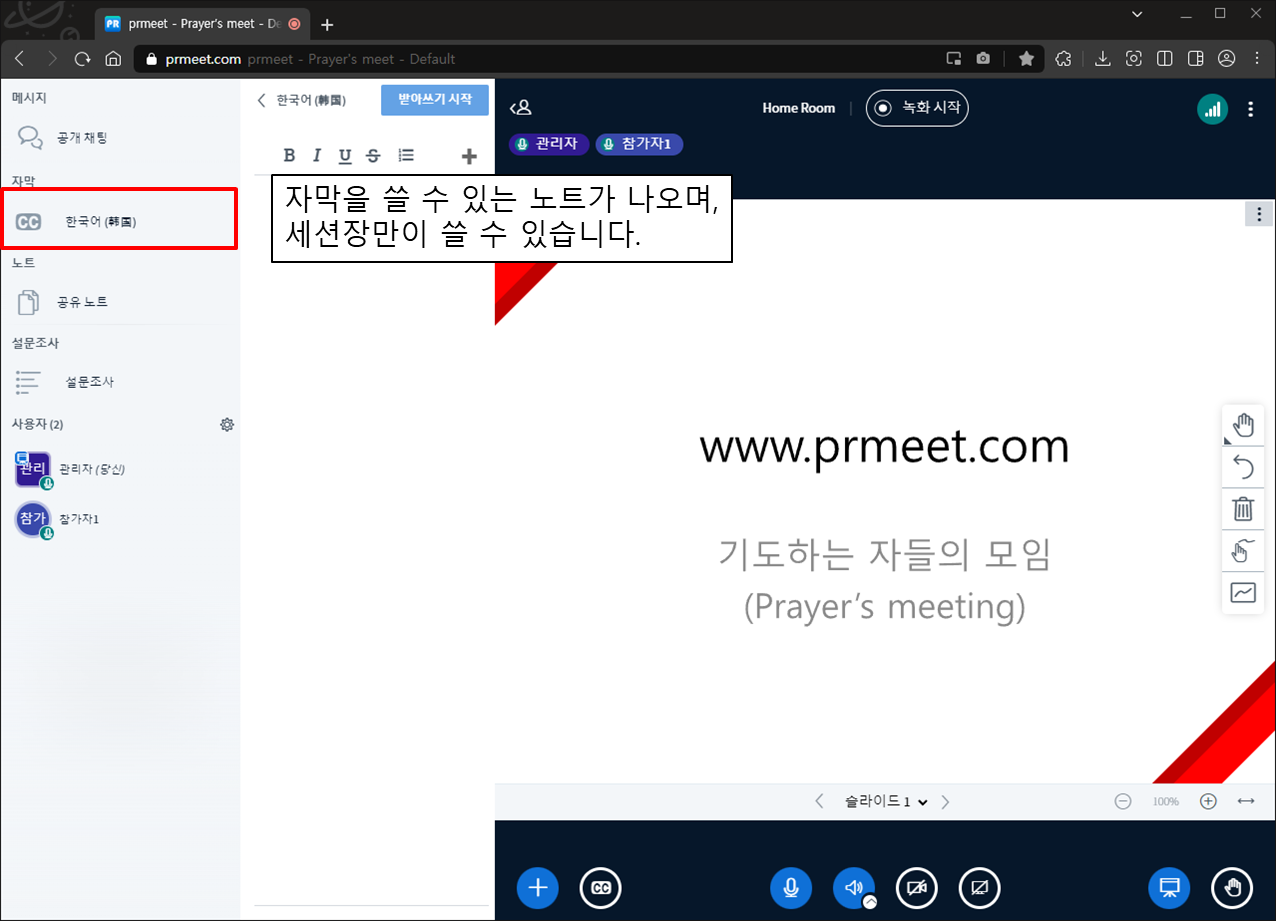 prmeet - Prayer's meet - De
prmeet.com prmeet - Prayer's meet - Default
메시지
공개 채팅
자막
한국어 (韩国)
노트
공유 노트
설문조사
설문조사
사용자 (2)
관리
관리자 (당신)
참가
참가자1
한국어 (韩国)
받아쓰기 시작
자막을 쓸 수 있는 노트가 나오며,
세션장만이 쓸 수 있습니다.
Home Room
녹화 시작
관리자
참가자1
www.prmeet.com
기도하는 자들의 모임
(Prayer's meeting)
슬라이드 1
100%